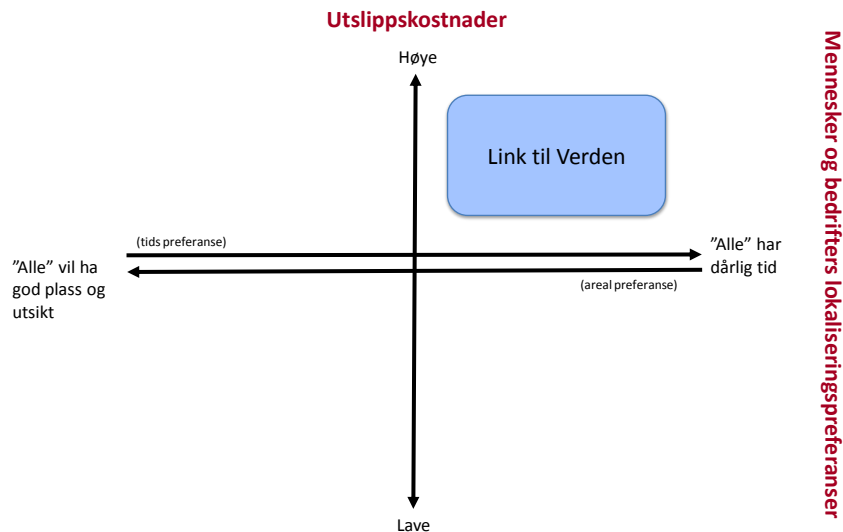 Utslippskostnader
Høye
Link til Verden
(tids preferanse)
"Alle" vil ha
god plass og
utsikt
"Alle" har
dårlig tid
(areal preferanse)
Lave
Mennesker og bedrifters lokaliseringspreferanser